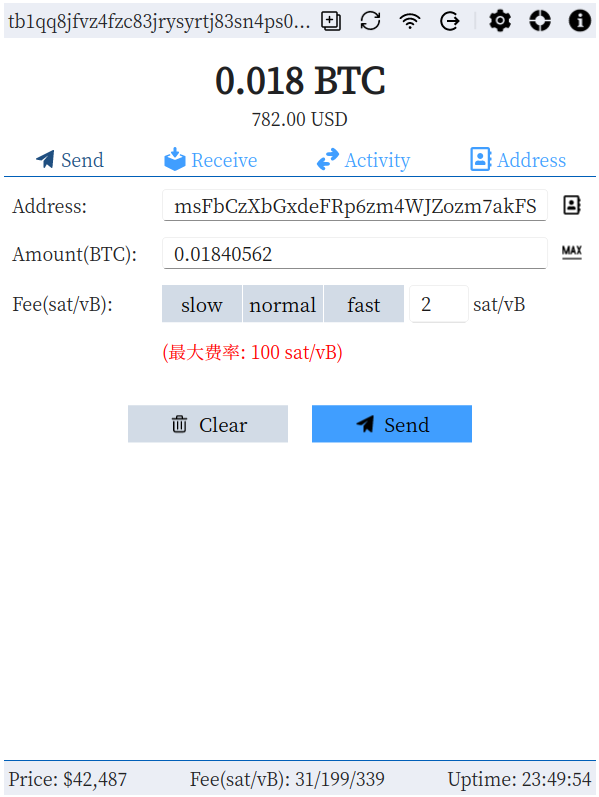 tb1qq8jfvz4fzc83jrysyrtj83sn4ps0...
0.018 BTC
782.00 USD
Send Receive Activity Address
Address: msFbCzXbGxdeFRp6zm4WJZozm7akFS
Amount(BTC): 0.01840562 MAX
Fee(sat/vB): slow normal fast 2 sat/vB
(最大费率: 100 sat/vB)
Clear Send
Price: $42,487 Fee(sat/vB): 31/199/339 Uptime: 23:49:54